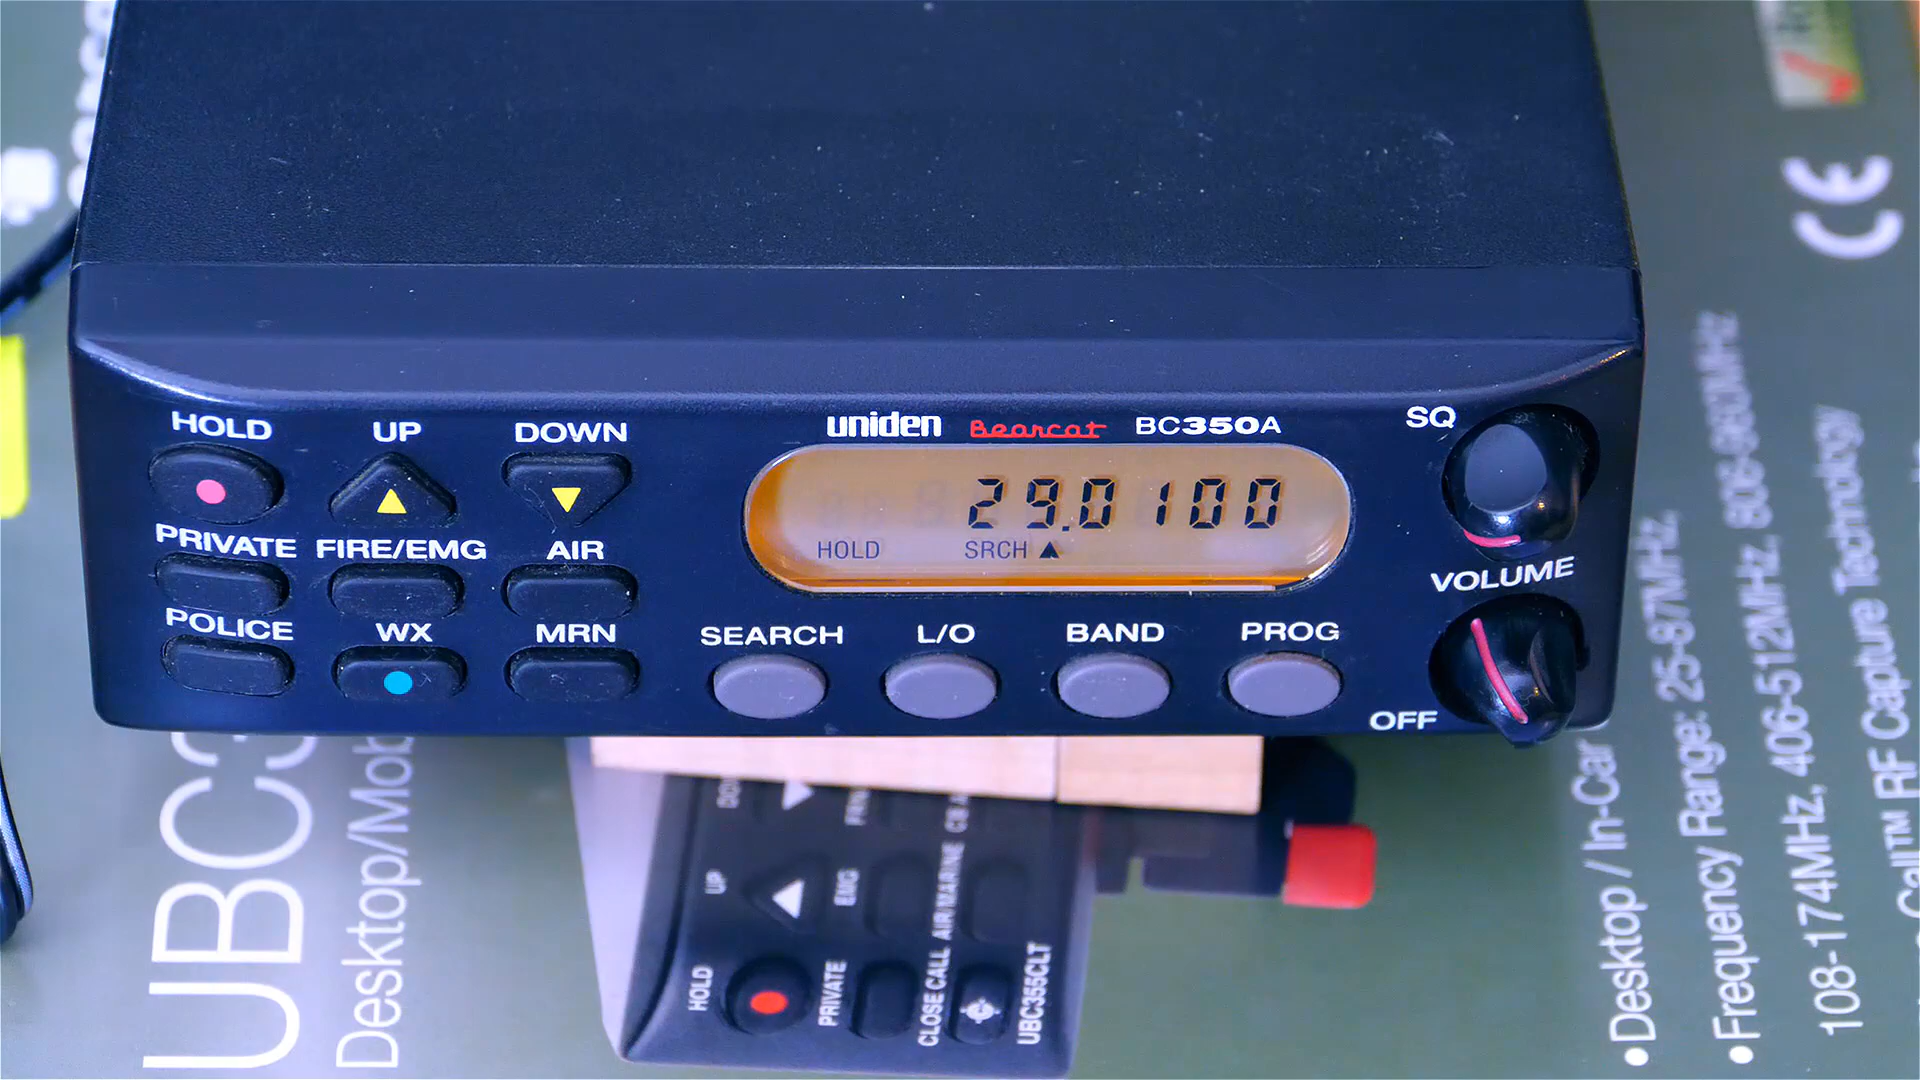 HOLD UP DOWN
PRIVATE FIRE/EMG AIR
POLICE WX MRN
uniden Bearcat BC350A
29.0100
HOLD SRCH ▲
SEARCH L/O BAND PROG
SQ
VOLUME
OFF
CE
UBC3
Desktop/Mob
UP
HOLD
EMG
PRIVATE
AIR/MARINE
CLOSE CALL
CB
UBC355CLT
•Desktop / In-Car
•Frequency Range: 25-87MHz,
108-174MHz, 406-512MHz, 806-960MHz
Call™ RF Capture Technology